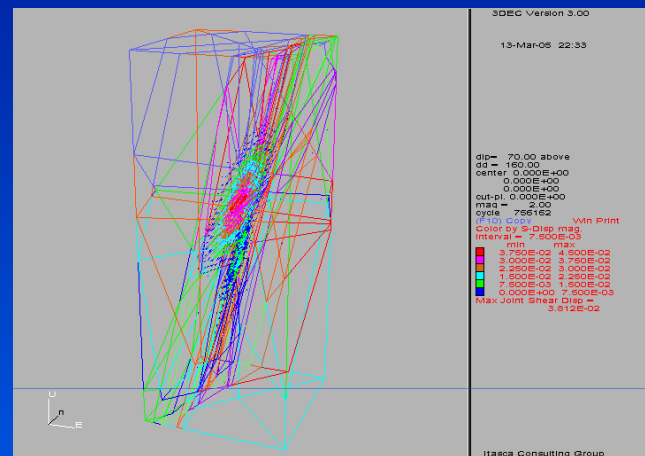 3DEC Version 3.00
13-Mar-05 22:33
dip= 70.00 above
dd = 160.00
center 0.000E+00
0.000E+00
0.000E+00
cut-pl. 0.000E+00
mag = 2.00
cycle 756162
(F10) Copy Win Print
Color by S-Disp mag.
Interval = 7.500E-03
min max
3.750E-02 4.500E-02
3.000E-02 3.750E-02
2.250E-02 3.000E-02
1.500E-02 2.250E-02
7.500E-03 1.500E-02
0.000E+00 7.500E-03
Max Joint Shear Disp =
3.812E-02
U
n
E
Itasca Consulting Group